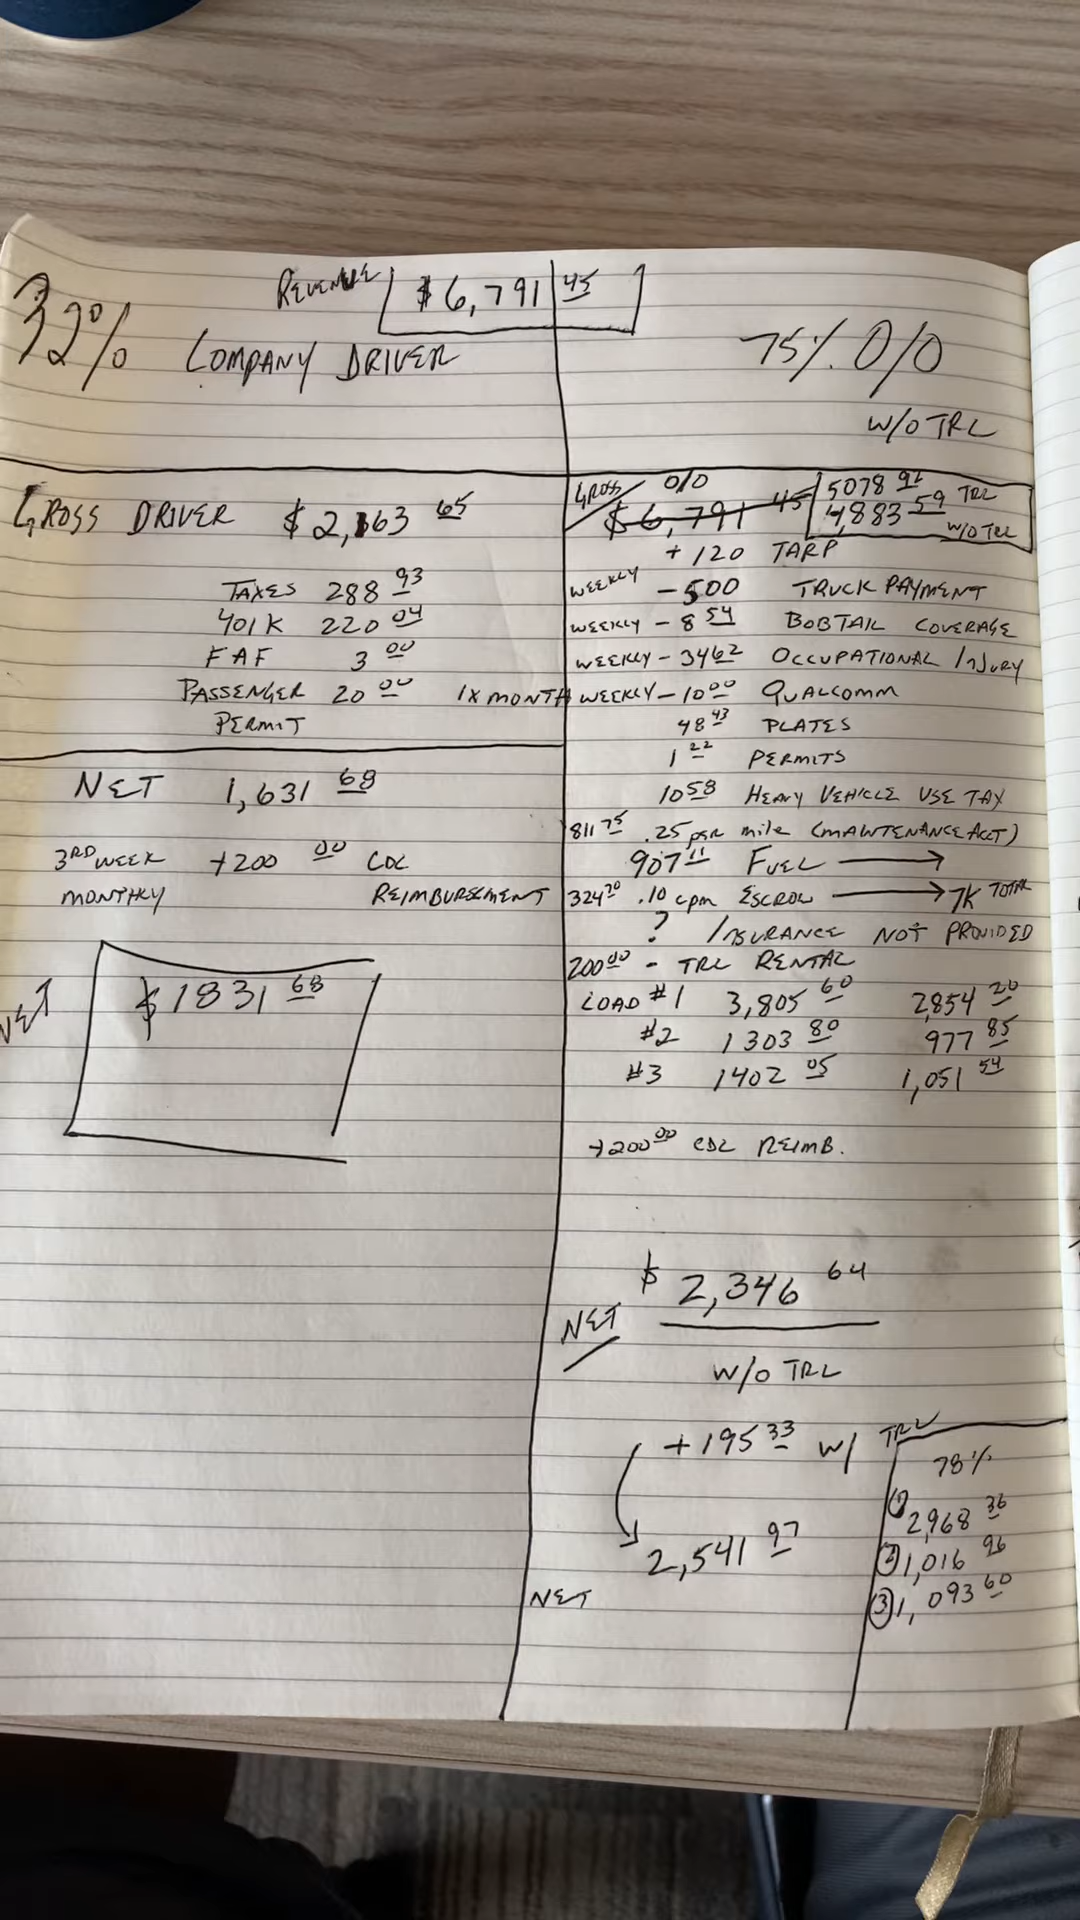 REVENUE $6,791 45
32% COMPANY DRIVER
GROSS DRIVER $2,163 65
TAXES 288 93
401K 220 04
FAF 3 00
PASSENGER 20 00 1X MONTH
PERMIT
NET 1,631 68
3RD WEEK +200 00 CDL
MONTHLY REIMBURSEMENT
NET $1831 68
75% O/O
W/O TRL
GROSS O/O
$6,791 45
5078 92 TRL
4883 59 W/O TRL
+120 TARP
WEEKLY -500 TRUCK PAYMENT
WEEKLY - 8 54 BOBTAIL COVERAGE
WEEKLY - 34 62 OCCUPATIONAL INJURY
WEEKLY - 10 00 QUALCOMM
48 43 PLATES
1 22 PERMITS
10 58 HEAVY VEHICLE USE TAX
811 75 .25 per mile (MAINTENANCE ACCT)
907 11 FUEL →
324 70 .10 cpm ESCROW → 7K TOTAL
? INSURANCE NOT PROVIDED
200 00 - TRL RENTAL
LOAD #1 3,805 60 2,854 20
#2 1303 80 977 85
#3 1402 05 1,051 54
+200 00 CDL REIMB.
$2,346 64
NET
W/O TRL
+195 33 W/ TRL
2,541 97
NET
78%
① 2,968 36
② 1,016 96
③ 1,093 60